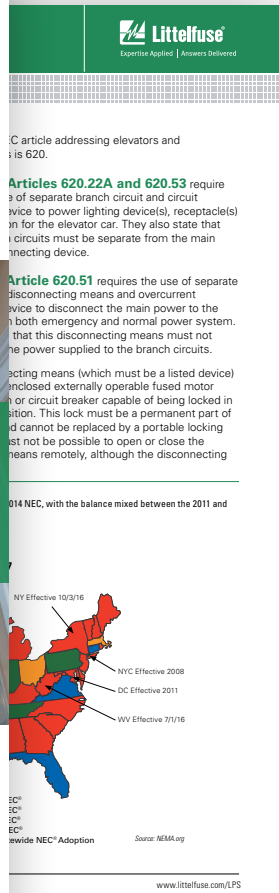 Littelfuse®
Expertise Applied | Answers Delivered
EC article addressing elevators and
s is 620.
Articles 620.22A and 620.53 require
e of separate branch circuit and circuit
evice to power lighting device(s), receptacle(s)
on for the elevator car. They also state that
circuits must be separate from the main
nnecting device.
Article 620.51 requires the use of separate
disconnecting means and overcurrent
evice to disconnect the main power to the
both emergency and normal power system.
that this disconnecting means must not
he power supplied to the branch circuits.
ecting means (which must be a listed device)
enclosed externally operable fused motor
or circuit breaker capable of being locked in
sition. This lock must be a permanent part of
d cannot be replaced by a portable locking
ust not be possible to open or close the
means remotely, although the disconnecting
014 NEC, with the balance mixed between the 2011 and
NY Effective 10/3/16
NYC Effective 2008
DC Effective 2011
WV Effective 7/1/16
EC®
EC®
EC®
EC®
tewide NEC® Adoption
Source: NEMA.org
www.littelfuse.com/LPS